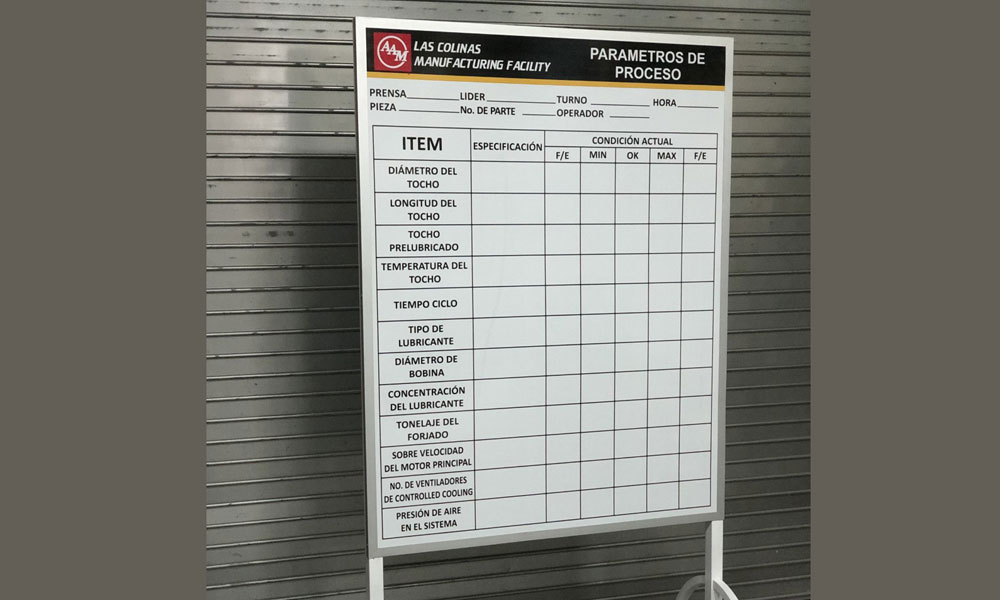 AAM
LAS COLINAS
MANUFACTURING FACILITY
PARAMETROS DE
PROCESO
PRENSA LIDER TURNO HORA
PIEZA No. DE PARTE OPERADOR
ITEM
ESPECIFICACIÓN
CONDICIÓN ACTUAL
F/E MIN OK MAX F/E
DIÁMETRO DEL
TOCHO
LONGITUD DEL
TOCHO
TOCHO
PRELUBRICADO
TEMPERATURA DEL
TOCHO
TIEMPO CICLO
TIPO DE
LUBRICANTE
DIÁMETRO DE
BOBINA
CONCENTRACIÓN
DEL LUBRICANTE
TONELAJE DEL
FORJADO
SOBRE VELOCIDAD
DEL MOTOR PRINCIPAL
NO. DE VENTILADORES
DE CONTROLLED COOLING
PRESIÓN DE AIRE
EN EL SISTEMA